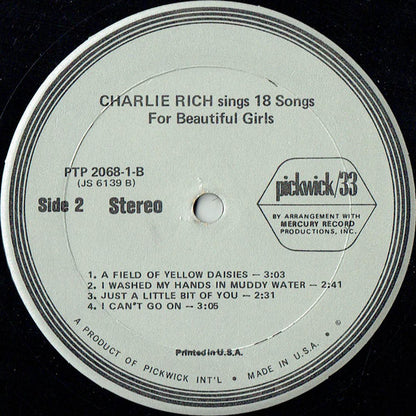 CHARLIE RICH sings 18 Songs
For Beautiful Girls
PTP 2068-1-B
(JS 6139 B)
Side 2 Stereo
pickwick/33
BY ARRANGEMENT WITH
MERCURY RECORD
PRODUCTIONS, INC.
1. A FIELD OF YELLOW DAISIES — 3:03
2. I WASHED MY HANDS IN MUDDY WATER — 2:41
3. JUST A LITTLE BIT OF YOU — 2:31
4. I CAN'T GO ON — 3:05
Printed in U.S.A.
A PRODUCT OF PICKWICK INT'L • MADE IN U.S.A. • ©